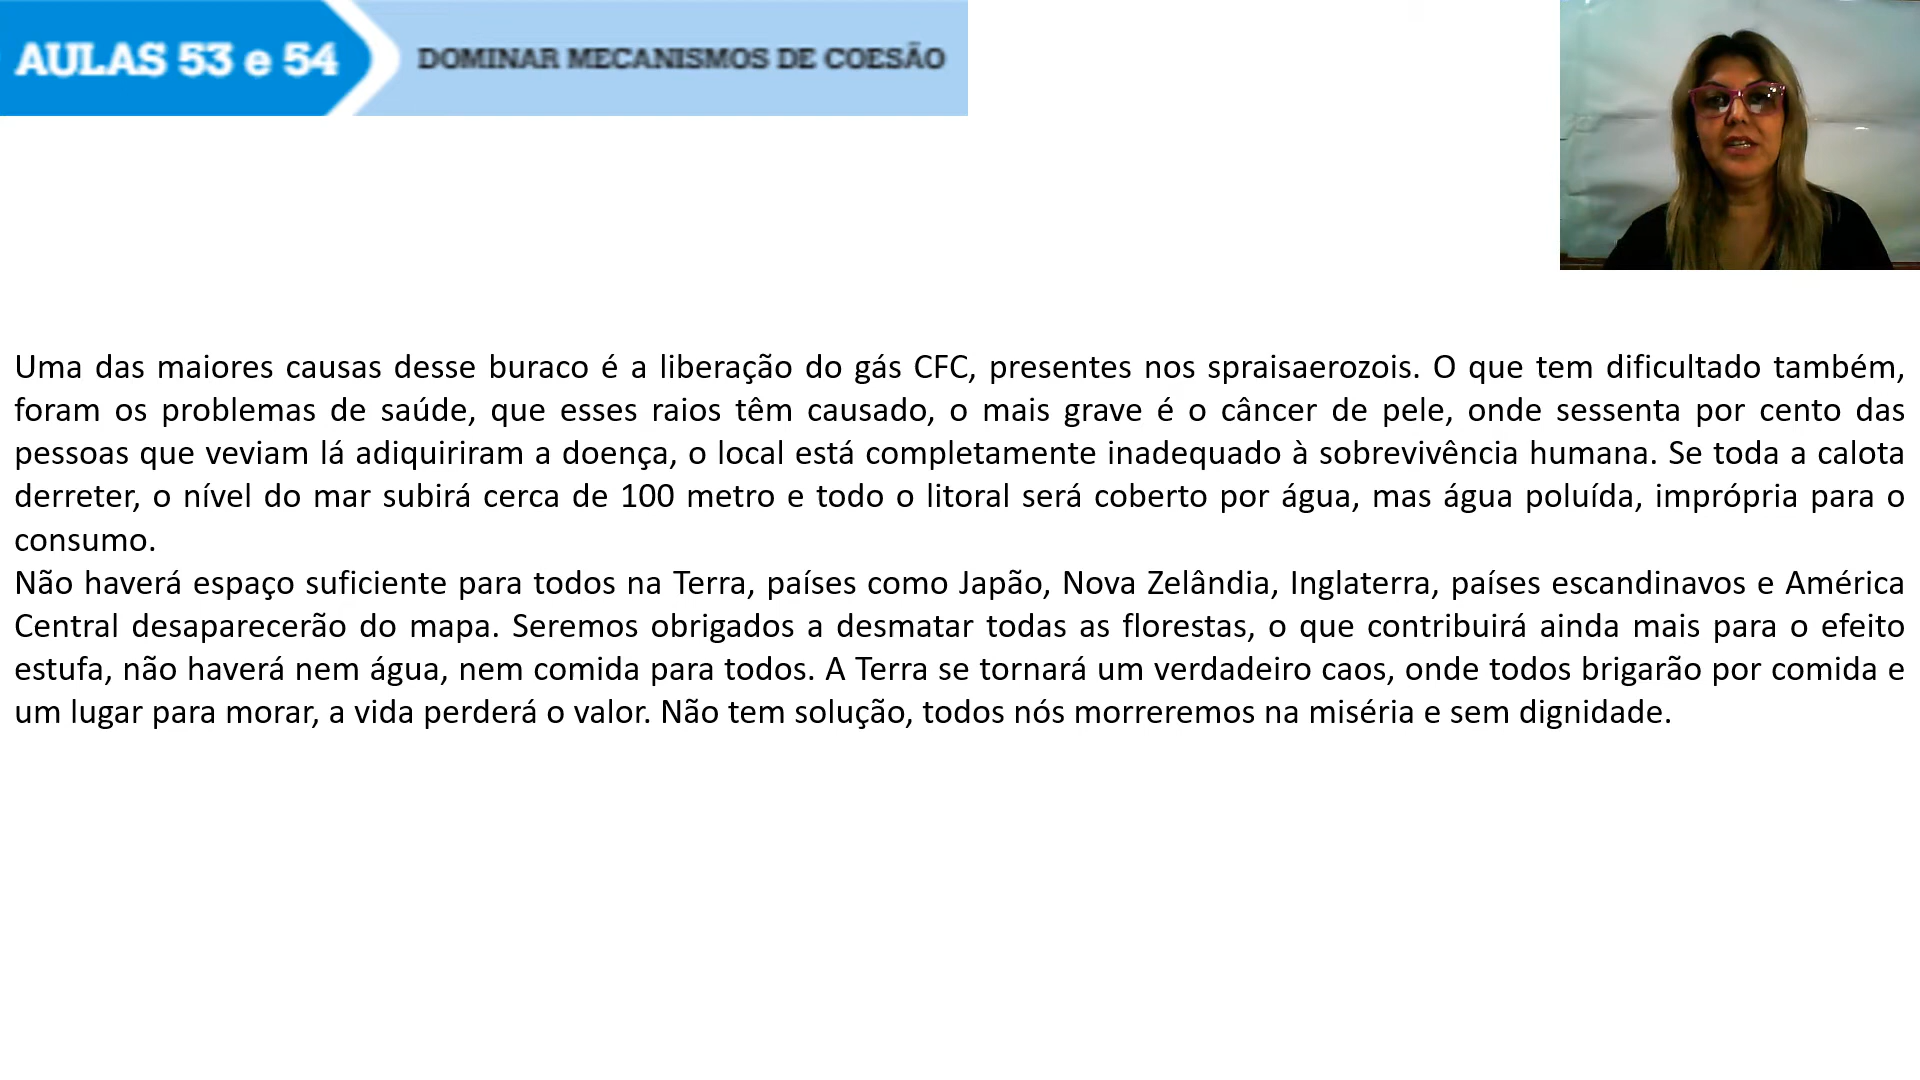 AULAS 53 e 54
DOMINAR MECANISMOS DE COESÃO
Uma das maiores causas desse buraco é a liberação do gás CFC, presentes nos spraisaerozois. O que tem dificultado também,
foram os problemas de saúde, que esses raios têm causado, o mais grave é o câncer de pele, onde sessenta por cento das
pessoas que veviam lá adiquiriram a doença, o local está completamente inadequado à sobrevivência humana. Se toda a calota
derreter, o nível do mar subirá cerca de 100 metro e todo o litoral será coberto por água, mas água poluída, imprópria para o
consumo.
Não haverá espaço suficiente para todos na Terra, países como Japão, Nova Zelândia, Inglaterra, países escandinavos e América
Central desaparecerão do mapa. Seremos obrigados a desmatar todas as florestas, o que contribuirá ainda mais para o efeito
estufa, não haverá nem água, nem comida para todos. A Terra se tornará um verdadeiro caos, onde todos brigarão por comida e
um lugar para morar, a vida perderá o valor. Não tem solução, todos nós morreremos na miséria e sem dignidade.